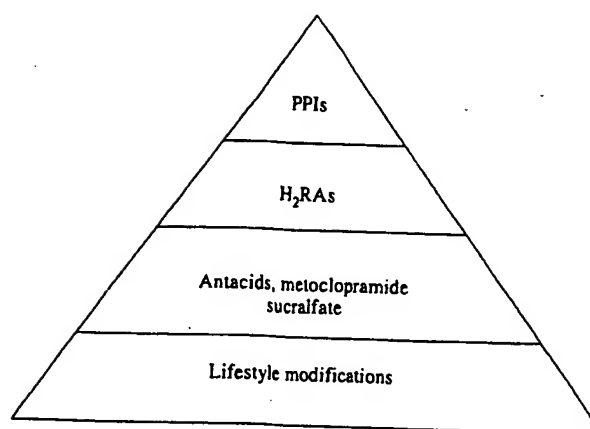 PPIs
H₂RAs
Antacids, metoclopramide
sucralfate
Lifestyle modifications